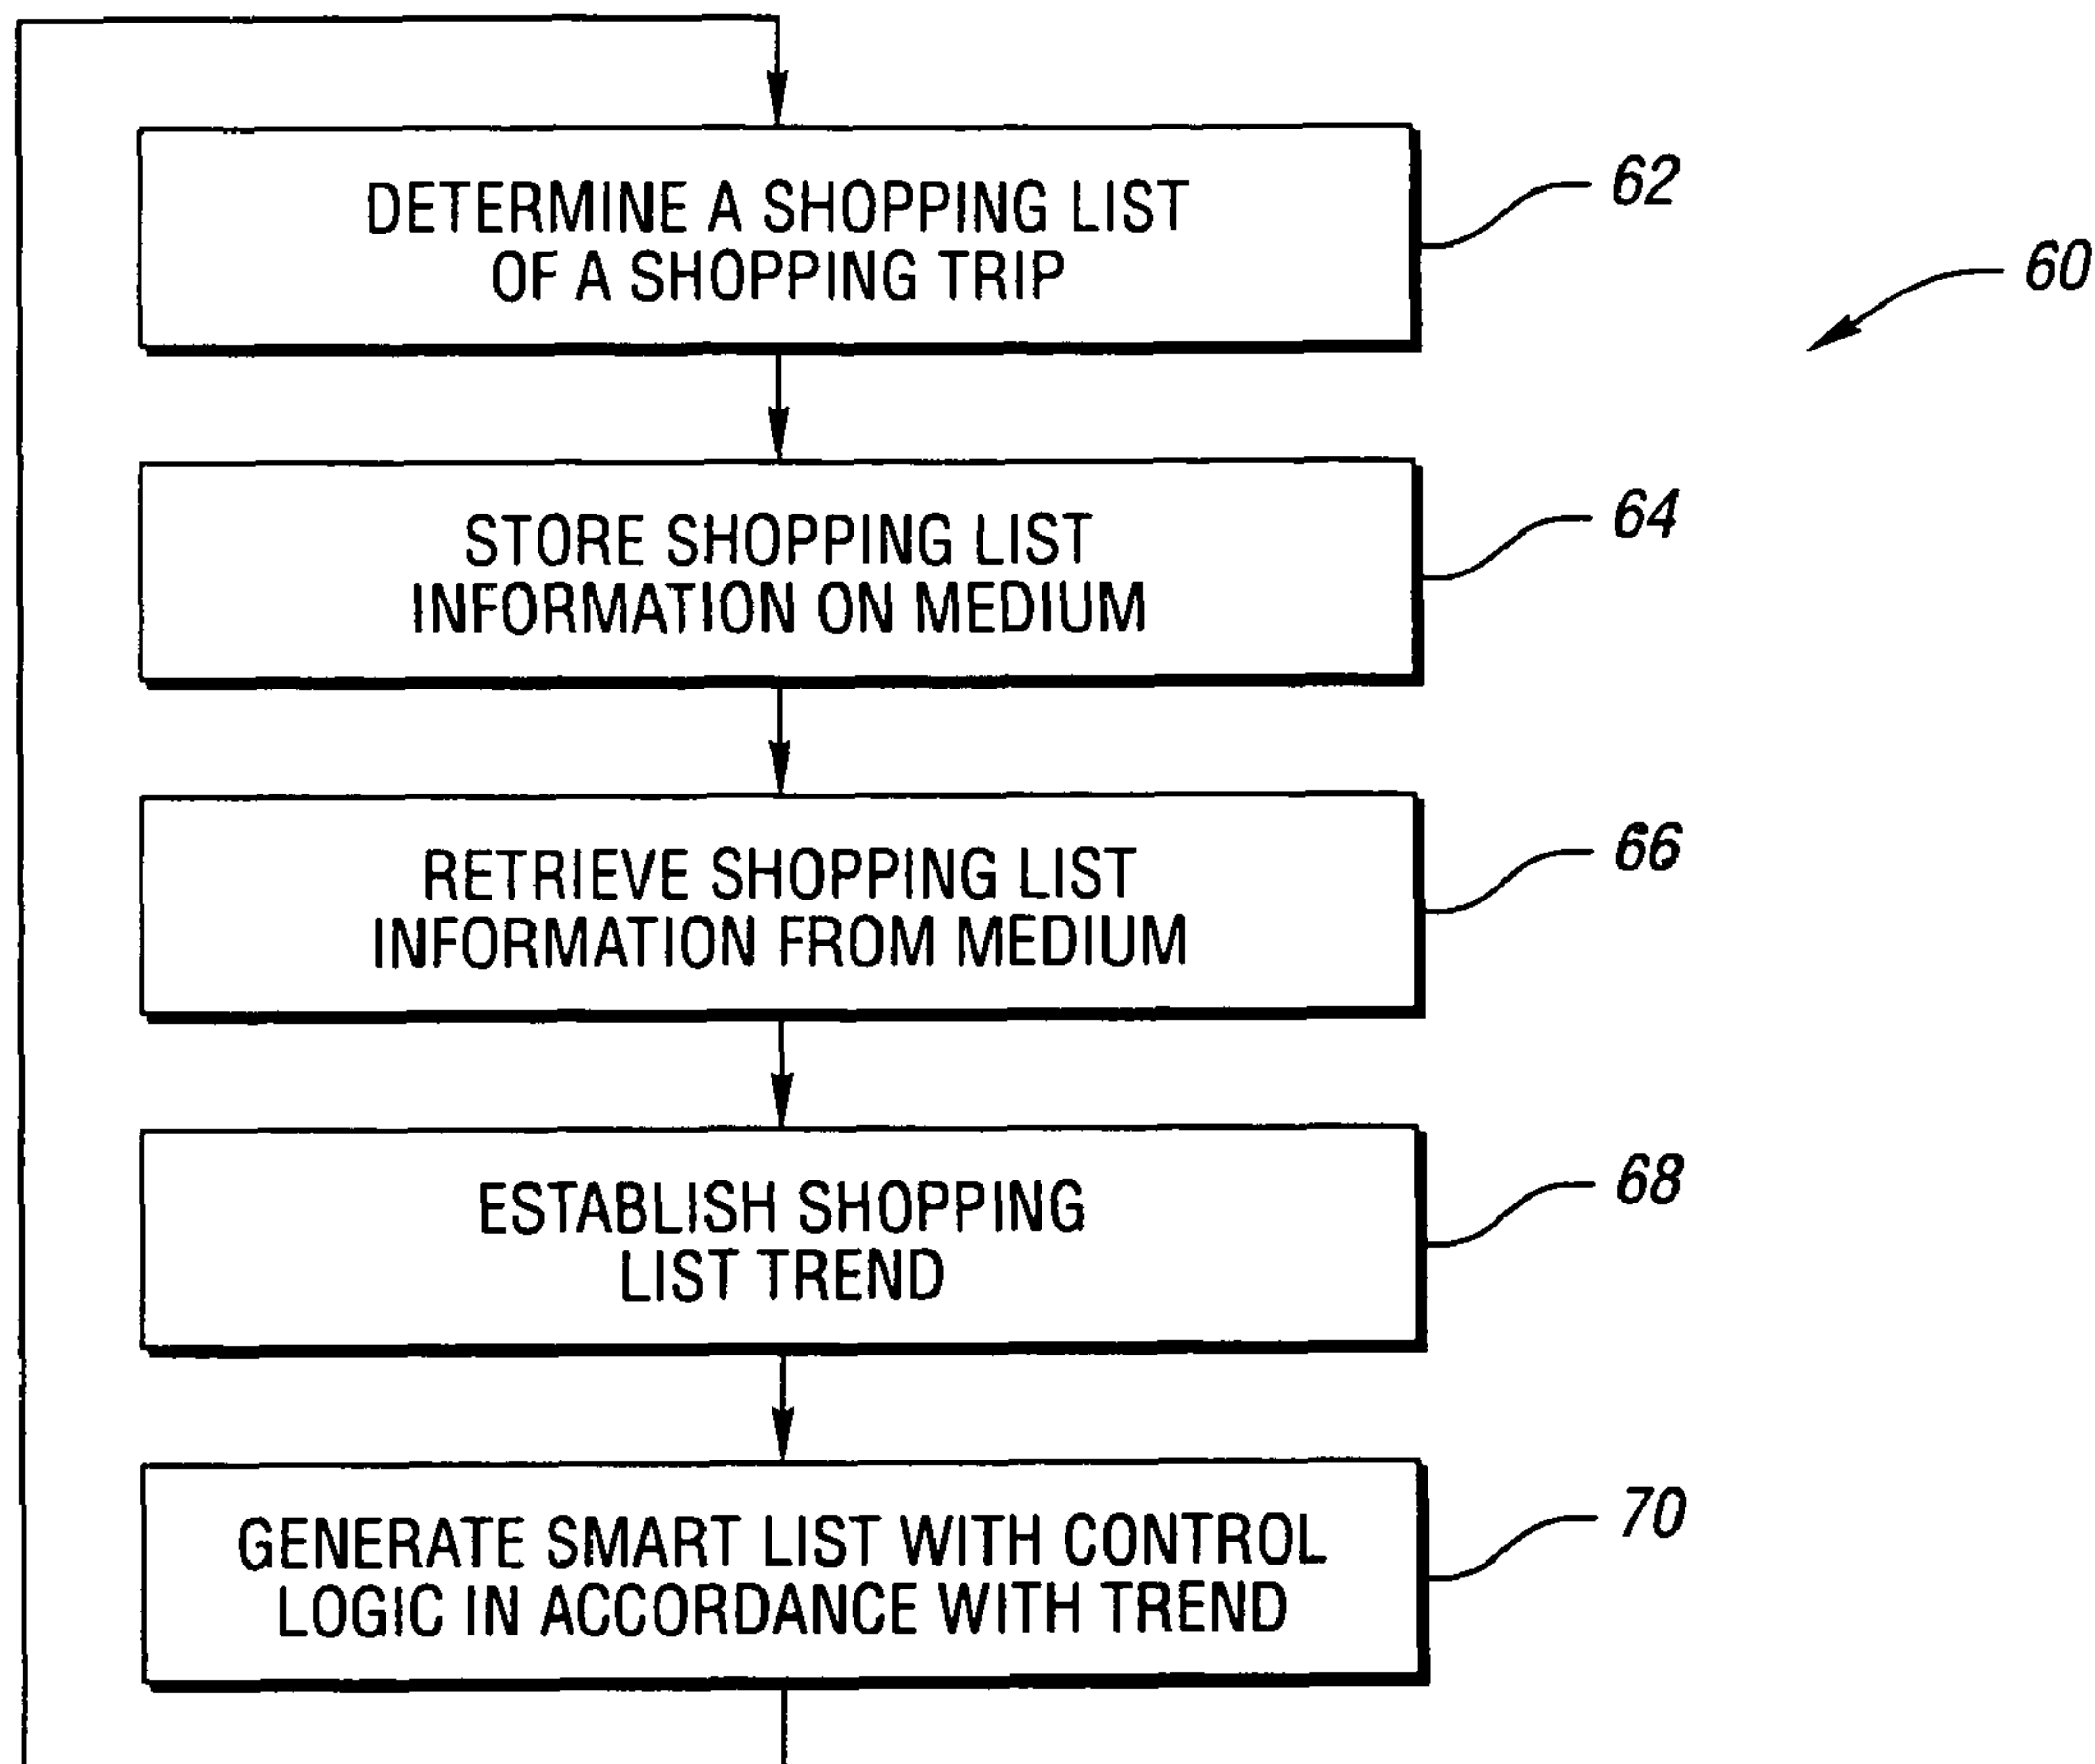 DETERMINE A SHOPPING LIST
OF A SHOPPING TRIP
62
60
STORE SHOPPING LIST
INFORMATION ON MEDIUM
64
RETRIEVE SHOPPING LIST
INFORMATION FROM MEDIUM
66
ESTABLISH SHOPPING
LIST TREND
68
GENERATE SMART LIST WITH CONTROL
LOGIC IN ACCORDANCE WITH TREND
70